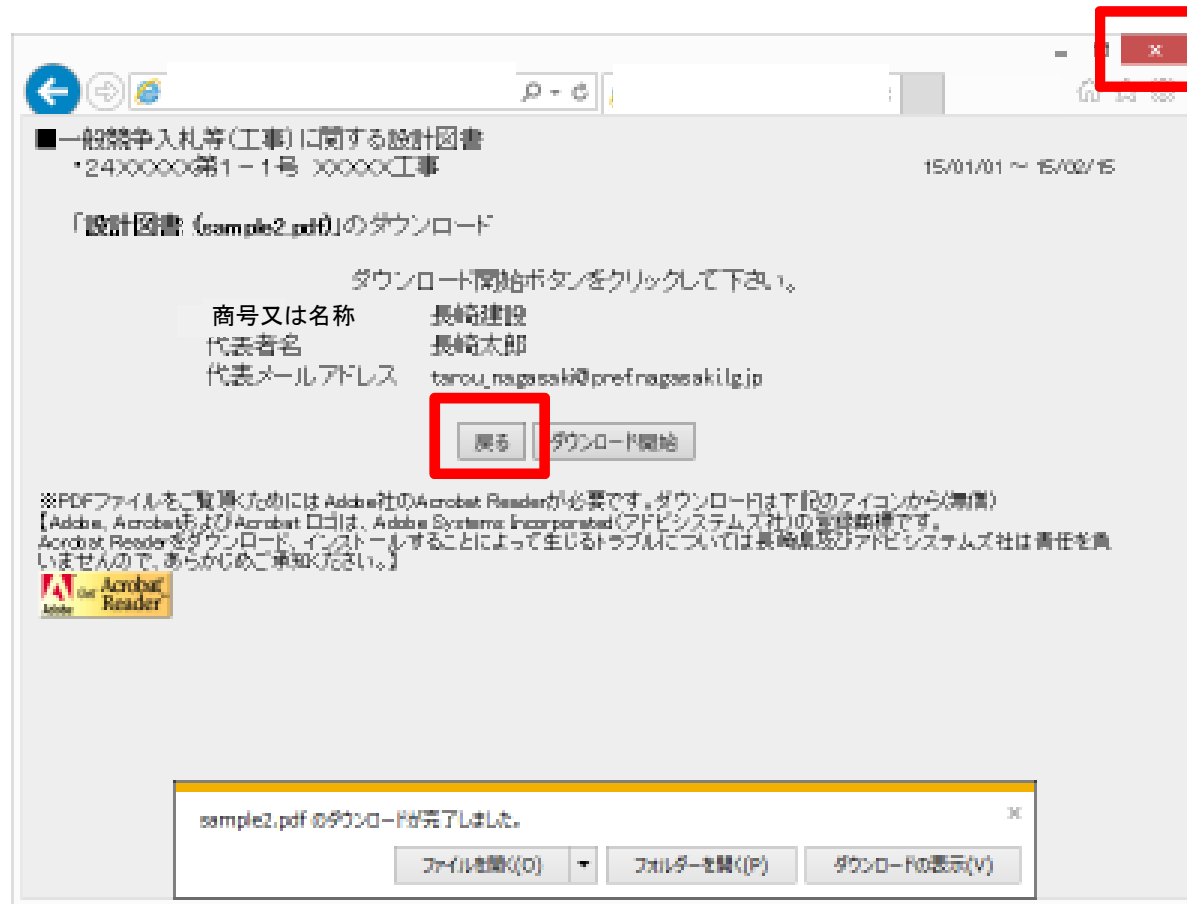 ■一般競争入札等(工事)に関する設計図書
・24XXXXX第1-1号 XXXXX工事 15/01/01 ~ 15/02/15
「設計図書 (sample2.pdf)」のダウンロード
ダウンロード開始ボタンをクリックして下さい。
商号又は名称 長崎建設
代表者名 長崎太郎
代表メールアドレス tarou_nagasaki@pref.nagasaki.lg.jp
戻る ダウンロード開始
※PDFファイルをご覧頂くためには Adobe社のAcrobat Readerが必要です。ダウンロードは下記のアイコンから(無償)
【Adobe、AcrobatおよびAcrobat ロゴは、Adobe Systems Incorporated(アドビシステムズ社)の登録商標です。
Acrobat Readerをダウンロード、インストールすることによって生じるトラブルについては長崎県及びアドビシステムズ社は責任を負
いませんので、あらかじめご承知ください。】
Adobe Get Acrobat Reader
sample2.pdf のダウンロードが完了しました。
ファイルを開く(O) フォルダーを開く(P) ダウンロードの表示(V)